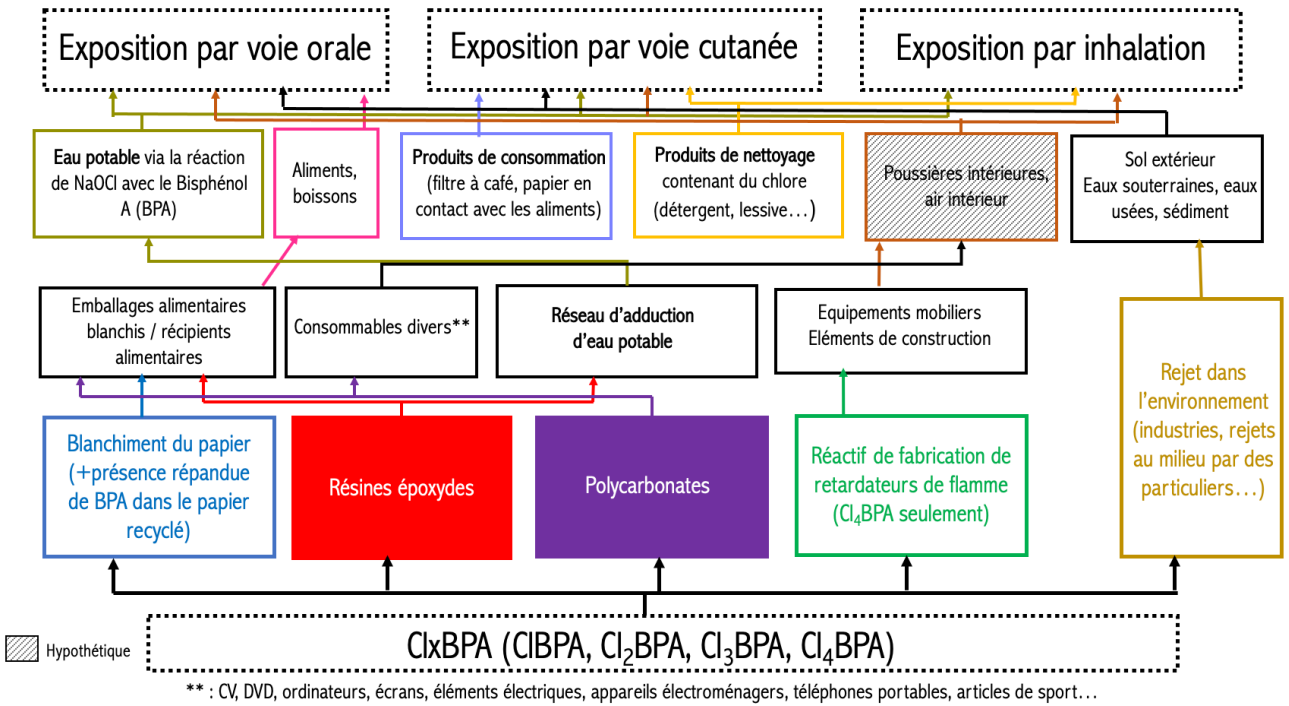 Exposition par voie orale
Exposition par voie cutanée
Exposition par inhalation
Eau potable via la réaction
de NaOCl avec le Bisphénol
A (BPA)
Aliments,
boissons
Produits de consommation
(filtre à café, papier en
contact avec les aliments)
Produits de nettoyage
contenant du chlore
(détergent, lessive…)
Poussières intérieures,
air intérieur
Sol extérieur
Eaux souterraines, eaux
usées, sédiment
Emballages alimentaires
blanchis / récipients
alimentaires
Consommables divers**
Réseau d’adduction
d’eau potable
Equipements mobiliers
Eléments de construction
Rejet dans
l’environnement
(industries, rejets
au milieu par des
particuliers…)
Blanchiment du papier
(+présence répandue
de BPA dans le papier
recyclé)
Résines époxydes
Polycarbonates
Réactif de fabrication de
retardateurs de flamme
(Cl₄BPA seulement)
Hypothétique
ClxBPA (ClBPA, Cl₂BPA, Cl₃BPA, Cl₄BPA)
** : CV, DVD, ordinateurs, écrans, éléments électriques, appareils électroménagers, téléphones portables, articles de sport…